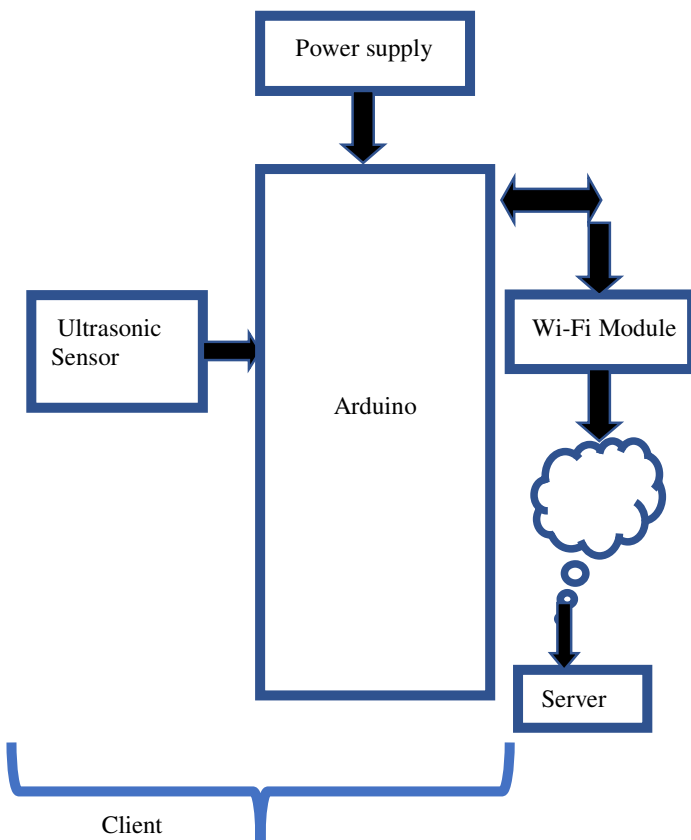 Power supply
Ultrasonic
Sensor
Wi-Fi Module
Arduino
Server
Client